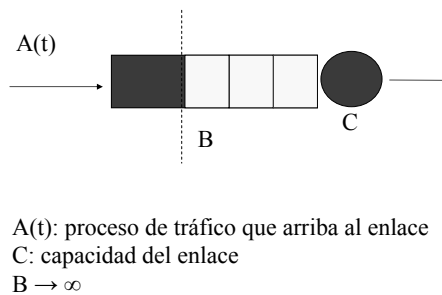 A(t)
B
C
A(t): proceso de tráfico que arriba al enlace
C: capacidad del enlace
B → ∞